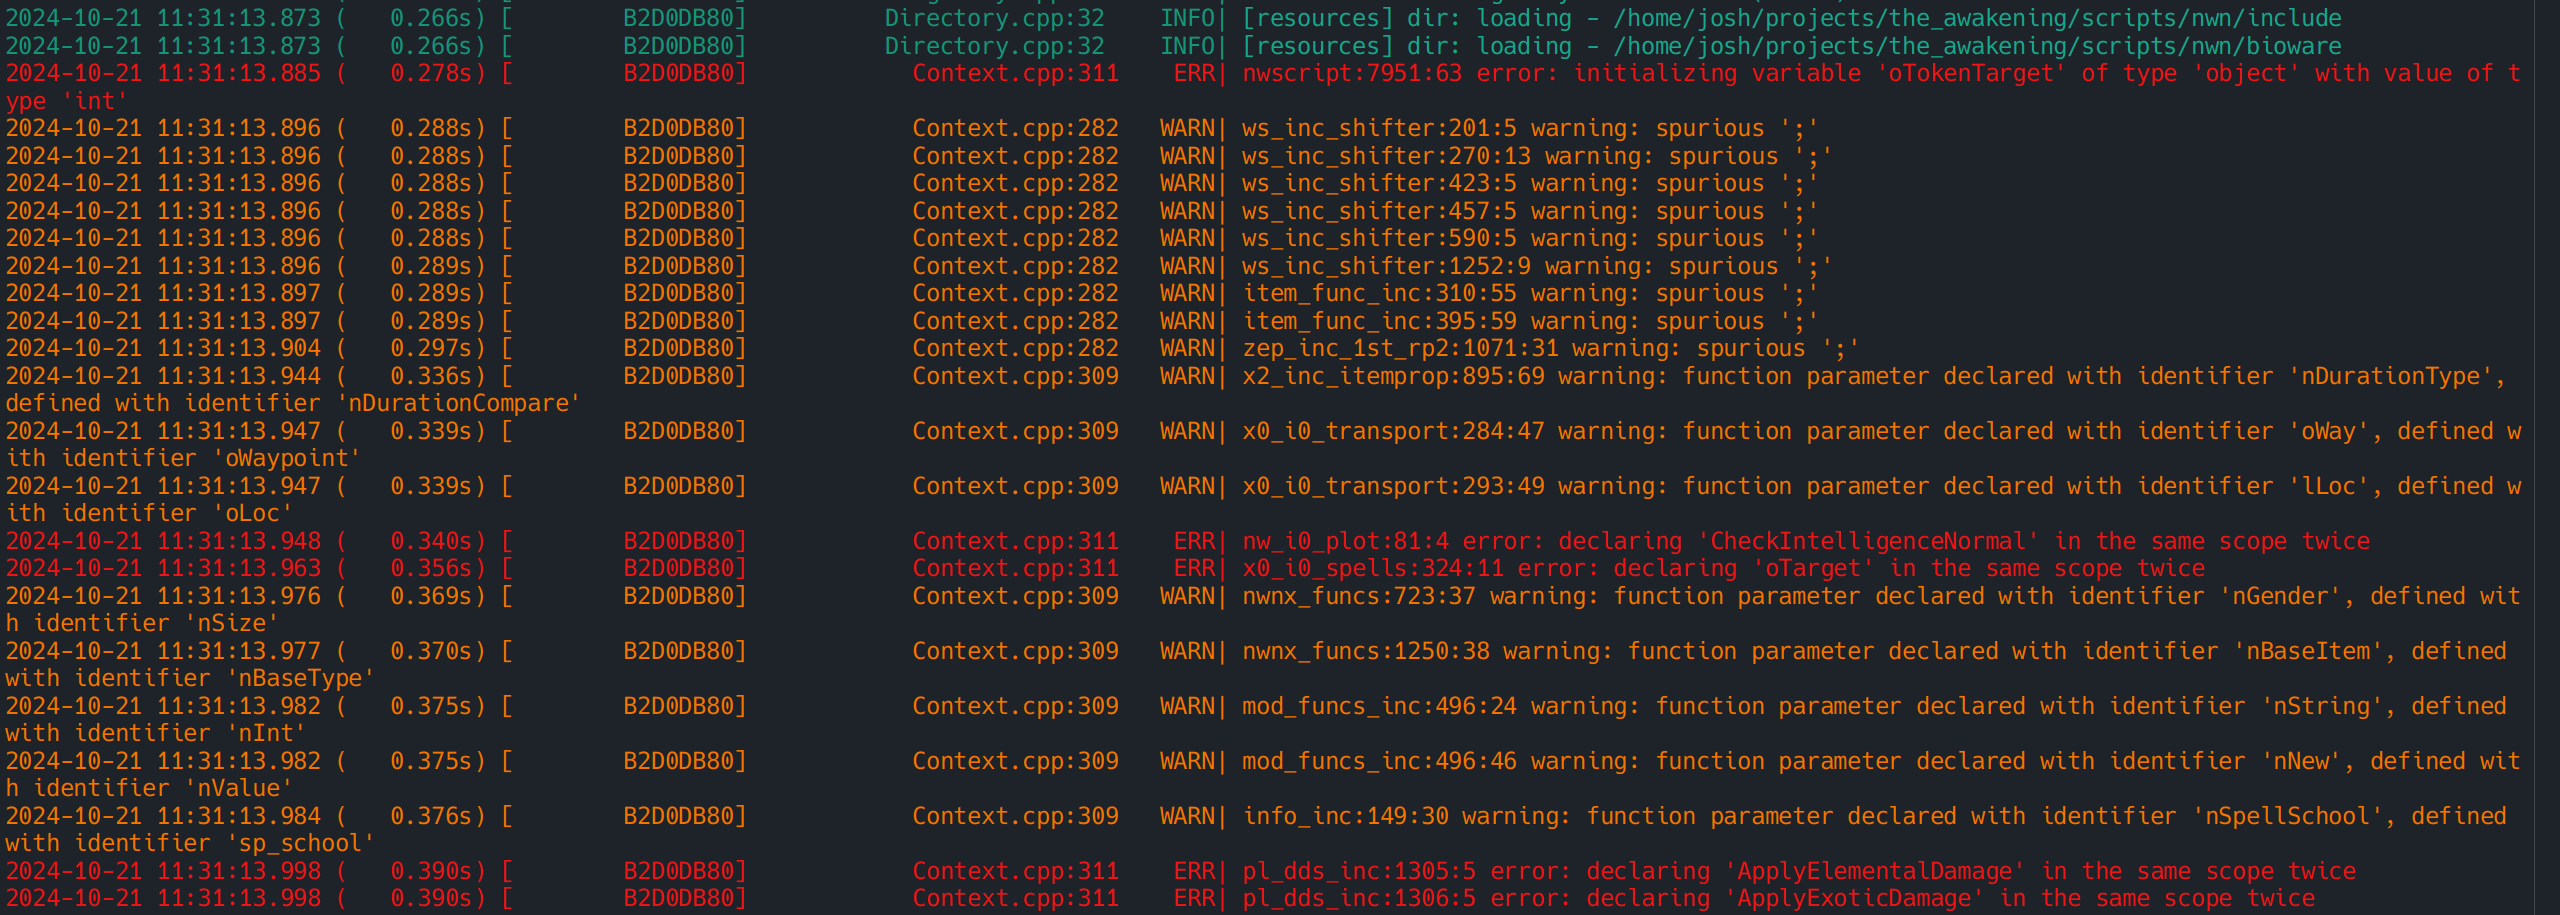 2024-10-21 11:31:13.873 (   0.266s) [        B2D0DB80]          Directory.cpp:32    INFO| [resources] dir: loading - /home/josh/projects/the_awakening/scripts/nwn/include
2024-10-21 11:31:13.873 (   0.266s) [        B2D0DB80]          Directory.cpp:32    INFO| [resources] dir: loading - /home/josh/projects/the_awakening/scripts/nwn/bioware
2024-10-21 11:31:13.885 (   0.278s) [        B2D0DB80]            Context.cpp:311    ERR| nwscript:7951:63 error: initializing variable 'oTokenTarget' of type 'object' with value of t
ype 'int'
2024-10-21 11:31:13.896 (   0.288s) [        B2D0DB80]            Context.cpp:282   WARN| ws_inc_shifter:201:5 warning: spurious ';'
2024-10-21 11:31:13.896 (   0.288s) [        B2D0DB80]            Context.cpp:282   WARN| ws_inc_shifter:270:13 warning: spurious ';'
2024-10-21 11:31:13.896 (   0.288s) [        B2D0DB80]            Context.cpp:282   WARN| ws_inc_shifter:423:5 warning: spurious ';'
2024-10-21 11:31:13.896 (   0.288s) [        B2D0DB80]            Context.cpp:282   WARN| ws_inc_shifter:457:5 warning: spurious ';'
2024-10-21 11:31:13.896 (   0.288s) [        B2D0DB80]            Context.cpp:282   WARN| ws_inc_shifter:590:5 warning: spurious ';'
2024-10-21 11:31:13.896 (   0.289s) [        B2D0DB80]            Context.cpp:282   WARN| ws_inc_shifter:1252:9 warning: spurious ';'
2024-10-21 11:31:13.897 (   0.289s) [        B2D0DB80]            Context.cpp:282   WARN| item_func_inc:310:55 warning: spurious ';'
2024-10-21 11:31:13.897 (   0.289s) [        B2D0DB80]            Context.cpp:282   WARN| item_func_inc:395:59 warning: spurious ';'
2024-10-21 11:31:13.904 (   0.297s) [        B2D0DB80]            Context.cpp:282   WARN| zep_inc_1st_rp2:1071:31 warning: spurious ';'
2024-10-21 11:31:13.944 (   0.336s) [        B2D0DB80]            Context.cpp:309   WARN| x2_inc_itemprop:895:69 warning: function parameter declared with identifier 'nDurationType',
defined with identifier 'nDurationCompare'
2024-10-21 11:31:13.947 (   0.339s) [        B2D0DB80]            Context.cpp:309   WARN| x0_i0_transport:284:47 warning: function parameter declared with identifier 'oWay', defined w
ith identifier 'oWaypoint'
2024-10-21 11:31:13.947 (   0.339s) [        B2D0DB80]            Context.cpp:309   WARN| x0_i0_transport:293:49 warning: function parameter declared with identifier 'lLoc', defined w
ith identifier 'oLoc'
2024-10-21 11:31:13.948 (   0.340s) [        B2D0DB80]            Context.cpp:311    ERR| nw_i0_plot:81:4 error: declaring 'CheckIntelligenceNormal' in the same scope twice
2024-10-21 11:31:13.963 (   0.356s) [        B2D0DB80]            Context.cpp:311    ERR| x0_i0_spells:324:11 error: declaring 'oTarget' in the same scope twice
2024-10-21 11:31:13.976 (   0.369s) [        B2D0DB80]            Context.cpp:309   WARN| nwnx_funcs:723:37 warning: function parameter declared with identifier 'nGender', defined wit
h identifier 'nSize'
2024-10-21 11:31:13.977 (   0.370s) [        B2D0DB80]            Context.cpp:309   WARN| nwnx_funcs:1250:38 warning: function parameter declared with identifier 'nBaseItem', defined
with identifier 'nBaseType'
2024-10-21 11:31:13.982 (   0.375s) [        B2D0DB80]            Context.cpp:309   WARN| mod_funcs_inc:496:24 warning: function parameter declared with identifier 'nString', defined
with identifier 'nInt'
2024-10-21 11:31:13.982 (   0.375s) [        B2D0DB80]            Context.cpp:309   WARN| mod_funcs_inc:496:46 warning: function parameter declared with identifier 'nNew', defined wit
h identifier 'nValue'
2024-10-21 11:31:13.984 (   0.376s) [        B2D0DB80]            Context.cpp:309   WARN| info_inc:149:30 warning: function parameter declared with identifier 'nSpellSchool', defined
with identifier 'sp_school'
2024-10-21 11:31:13.998 (   0.390s) [        B2D0DB80]            Context.cpp:311    ERR| pl_dds_inc:1305:5 error: declaring 'ApplyElementalDamage' in the same scope twice
2024-10-21 11:31:13.998 (   0.390s) [        B2D0DB80]            Context.cpp:311    ERR| pl_dds_inc:1306:5 error: declaring 'ApplyExoticDamage' in the same scope twice